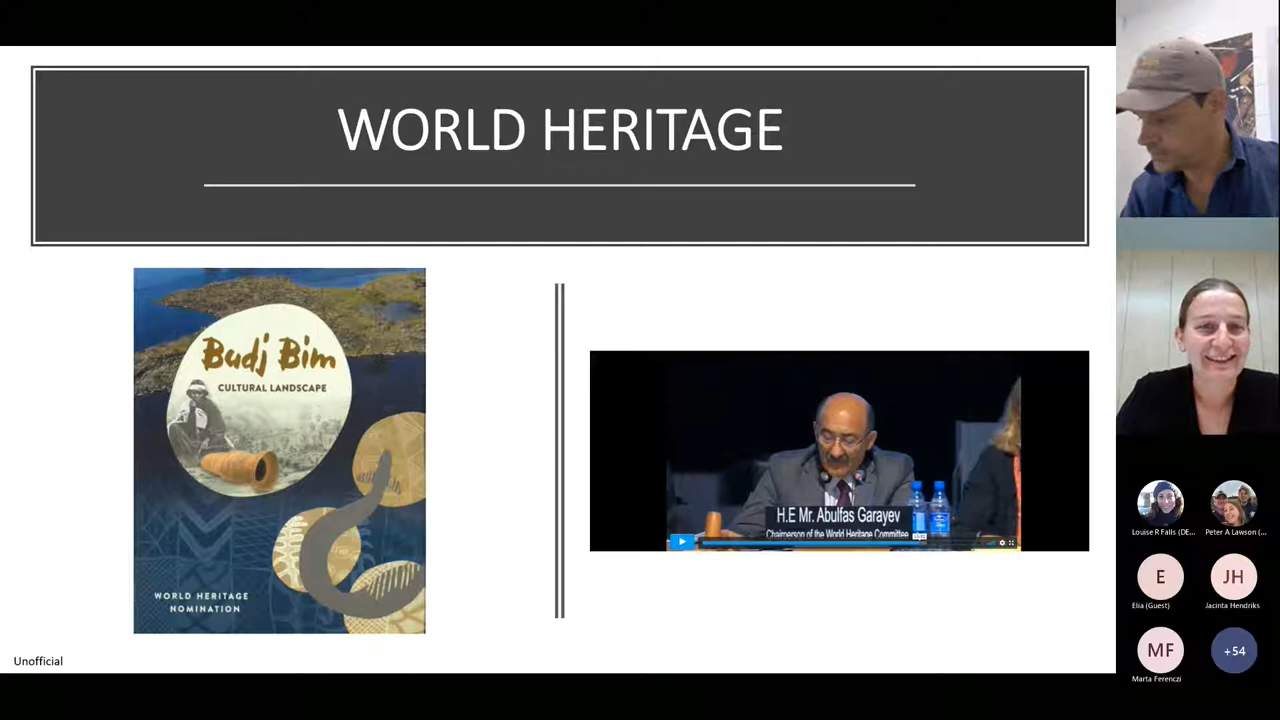 WORLD HERITAGE
Budj Bim
CULTURAL LANDSCAPE
WORLD HERITAGE
NOMINATION
H.E Mr. Abulfas Garayev
Chairperson of the World Heritage Committee
Unofficial
Louise R Falls (DE...
Peter A Lawson (...
E
Elia (Guest)
JH
Jacinta Hendriks
MF
Marta Ferenczi
+54